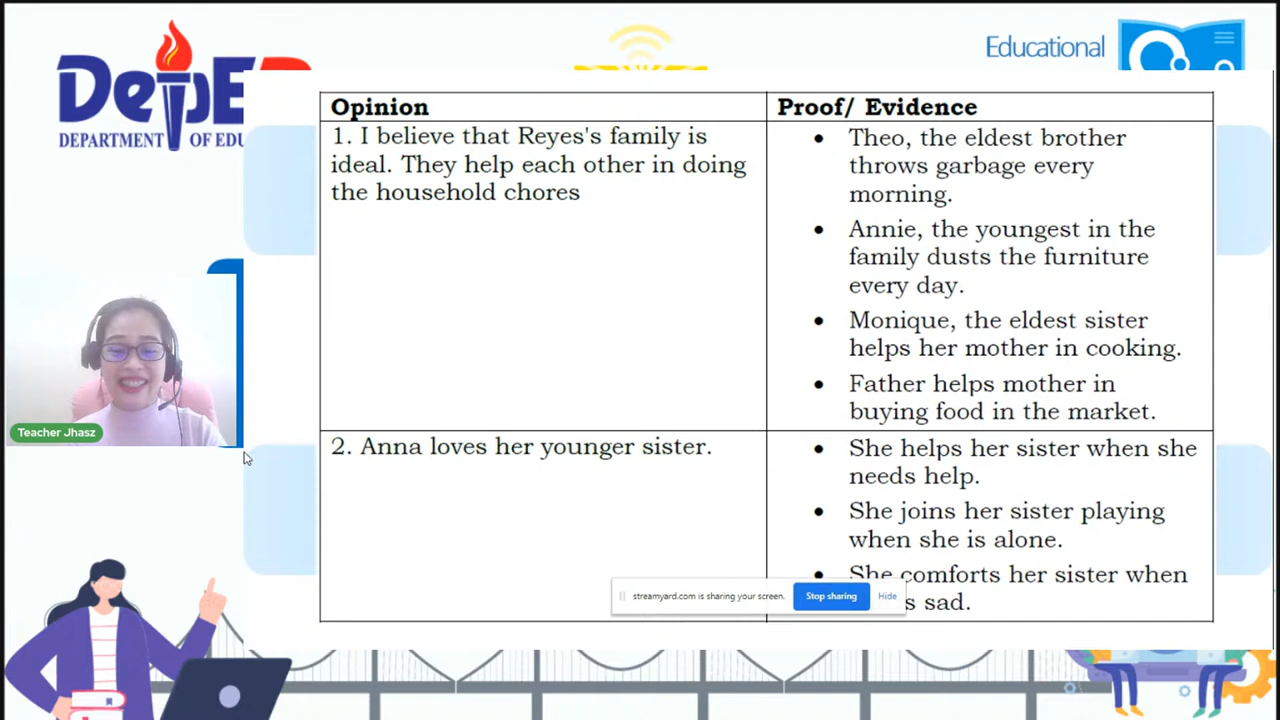 DepE
DEPARTMENT OF EDU
Educational
Opinion
Proof/ Evidence
1. I believe that Reyes's family is
ideal. They help each other in doing
the household chores
Theo, the eldest brother
throws garbage every
morning.
Annie, the youngest in the
family dusts the furniture
every day.
Monique, the eldest sister
helps her mother in cooking.
Father helps mother in
buying food in the market.
2. Anna loves her younger sister.
She helps her sister when she
needs help.
She joins her sister playing
when she is alone.
She comforts her sister when
s sad.
Teacher Jhasz
streamyard.com is sharing your screen.
Stop sharing
Hide